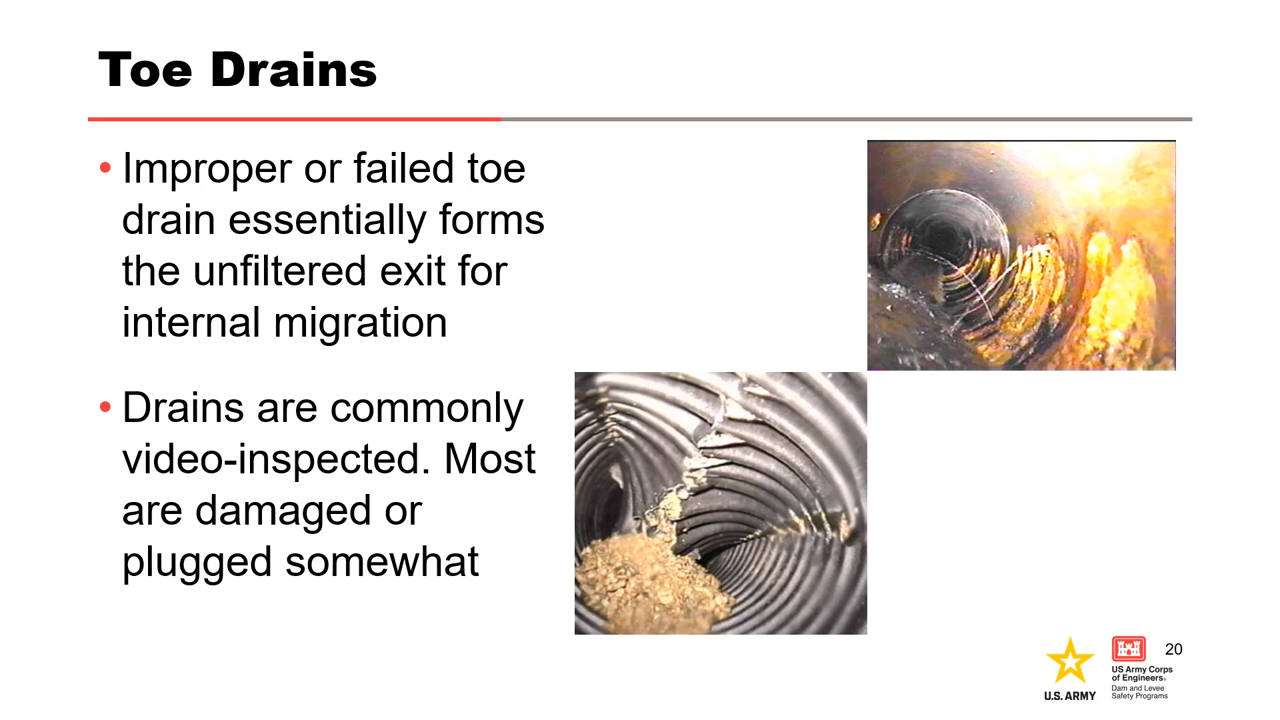 Toe Drains
• Improper or failed toe
drain essentially forms
the unfiltered exit for
internal migration
• Drains are commonly
video-inspected. Most
are damaged or
plugged somewhat
20
U.S. ARMY
US Army Corps
of Engineers®
Dam and Levee
Safety Programs